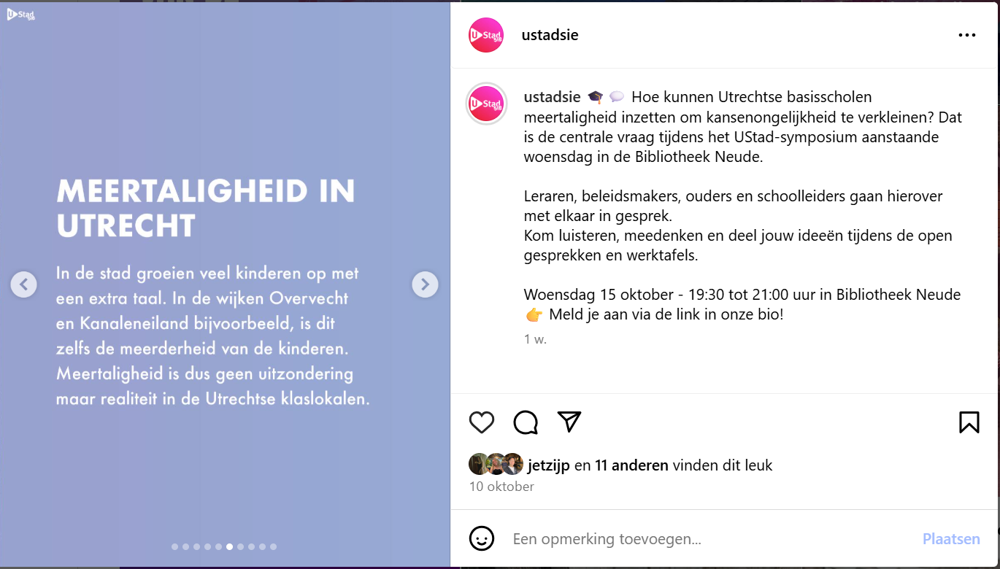 UStad
sie
MEERTALIGHEID IN
UTRECHT
In de stad groeien veel kinderen op met
een extra taal. In de wijken Overvecht
en Kanaleneiland bijvoorbeeld, is dit
zelfs de meerderheid van de kinderen.
Meertaligheid is dus geen uitzondering
maar realiteit in de Utrechtse klaslokalen.
UStad
sie
ustadsie
UStad
sie
ustadsie 🎓💬 Hoe kunnen Utrechtse basisscholen
meertaligheid inzetten om kansenongelijkheid te verkleinen? Dat
is de centrale vraag tijdens het UStad-symposium aanstaande
woensdag in de Bibliotheek Neude.
Leraren, beleidsmakers, ouders en schoolleiders gaan hierover
met elkaar in gesprek.
Kom luisteren, meedenken en deel jouw ideeën tijdens de open
gesprekken en werktafels.
Woensdag 15 oktober - 19:30 tot 21:00 uur in Bibliotheek Neude
👉 Meld je aan via de link in onze bio!
1 w.
jetzijp en 11 anderen vinden dit leuk
10 oktober
Een opmerking toevoegen...
Plaatsen